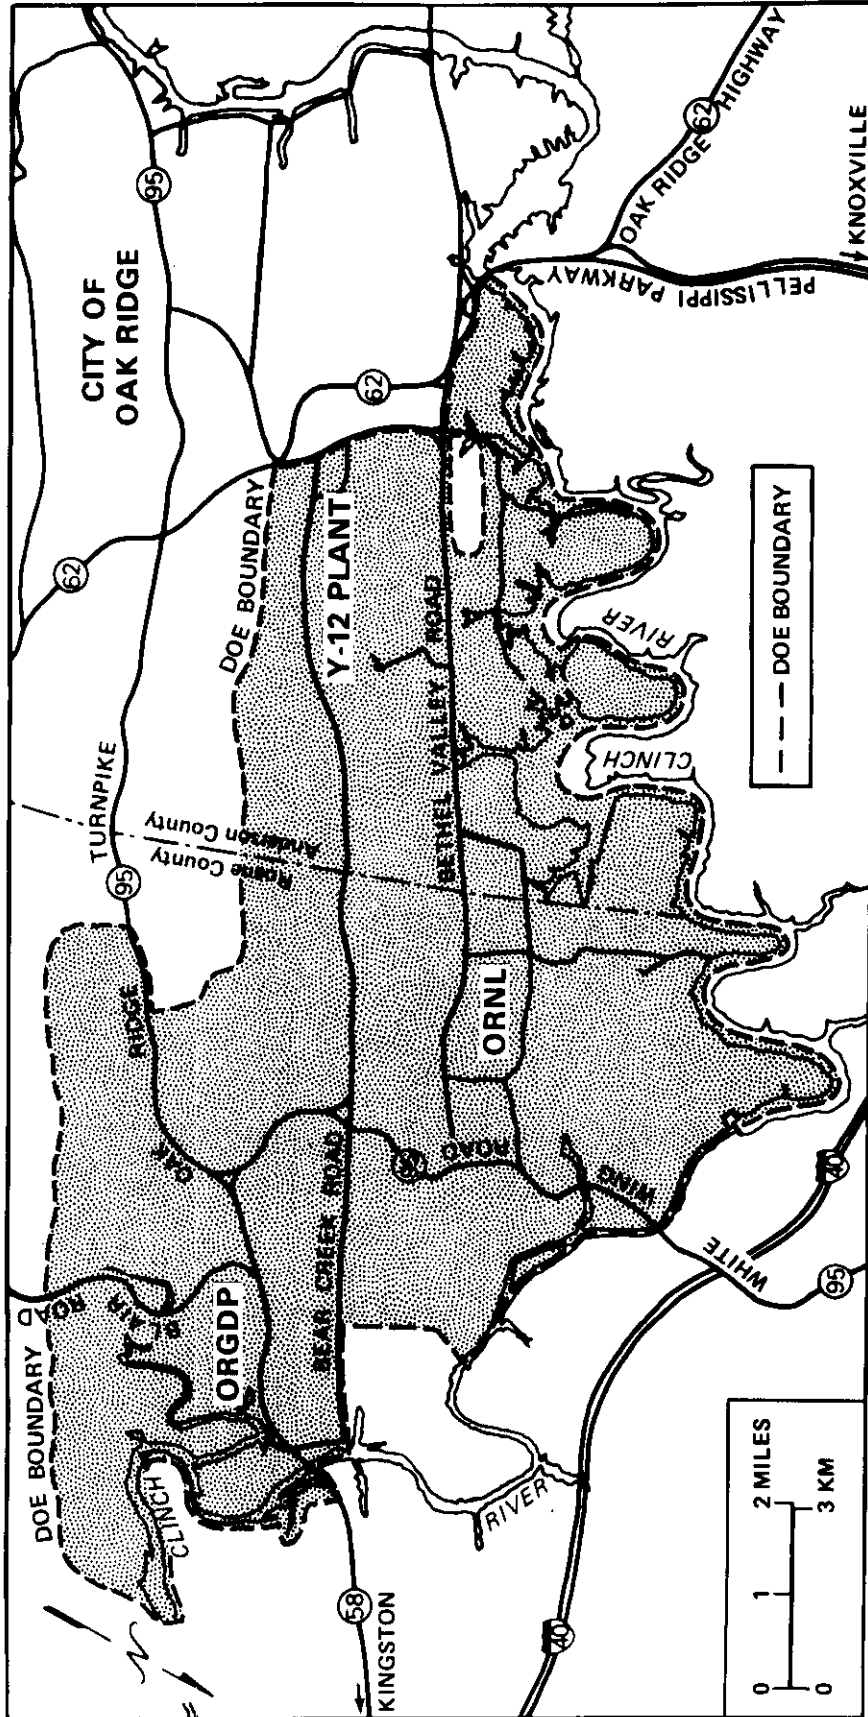 DOE BOUNDARY
CLINCH
BLAIR ROAD
ORGDP
OAK
RIDGE
TURNPIKE
95
95
62
CITY OF
OAK RIDGE
DOE BOUNDARY
Roane County
Anderson County
Y-12 PLANT
BEAR CREEK ROAD
62
58
KINGSTON
BETHEL VALLEY ROAD
ORNL
WHITE WING ROAD
95
40
40
RIVER
CLINCH
RIVER
PELLISSIPPI PARKWAY
OAK RIDGE HIGHWAY
62
KNOXVILLE
DOE BOUNDARY
0 1 2 MILES
0 3 KM
N